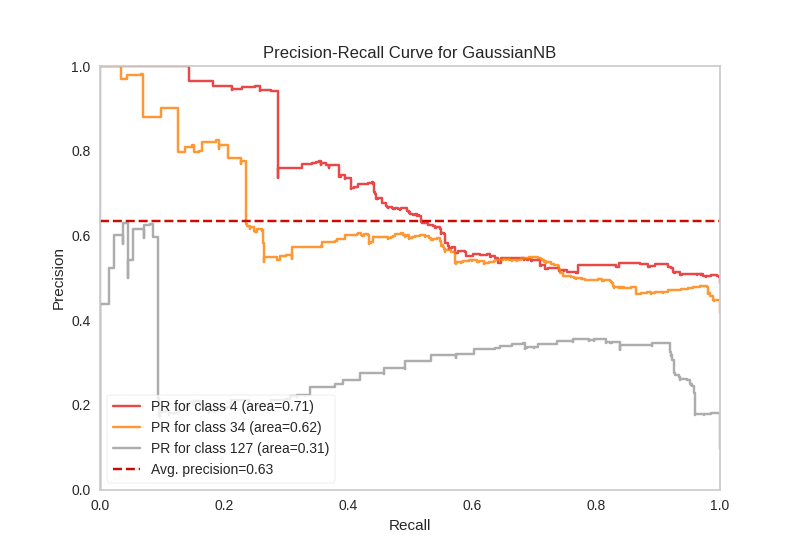 Precision-Recall Curve for GaussianNB
1.0
0.8
0.6
0.4
0.2
0.0
Precision
PR for class 4 (area=0.71)
PR for class 34 (area=0.62)
PR for class 127 (area=0.31)
Avg. precision=0.63
0.0 0.2 0.4 0.6 0.8 1.0
Recall